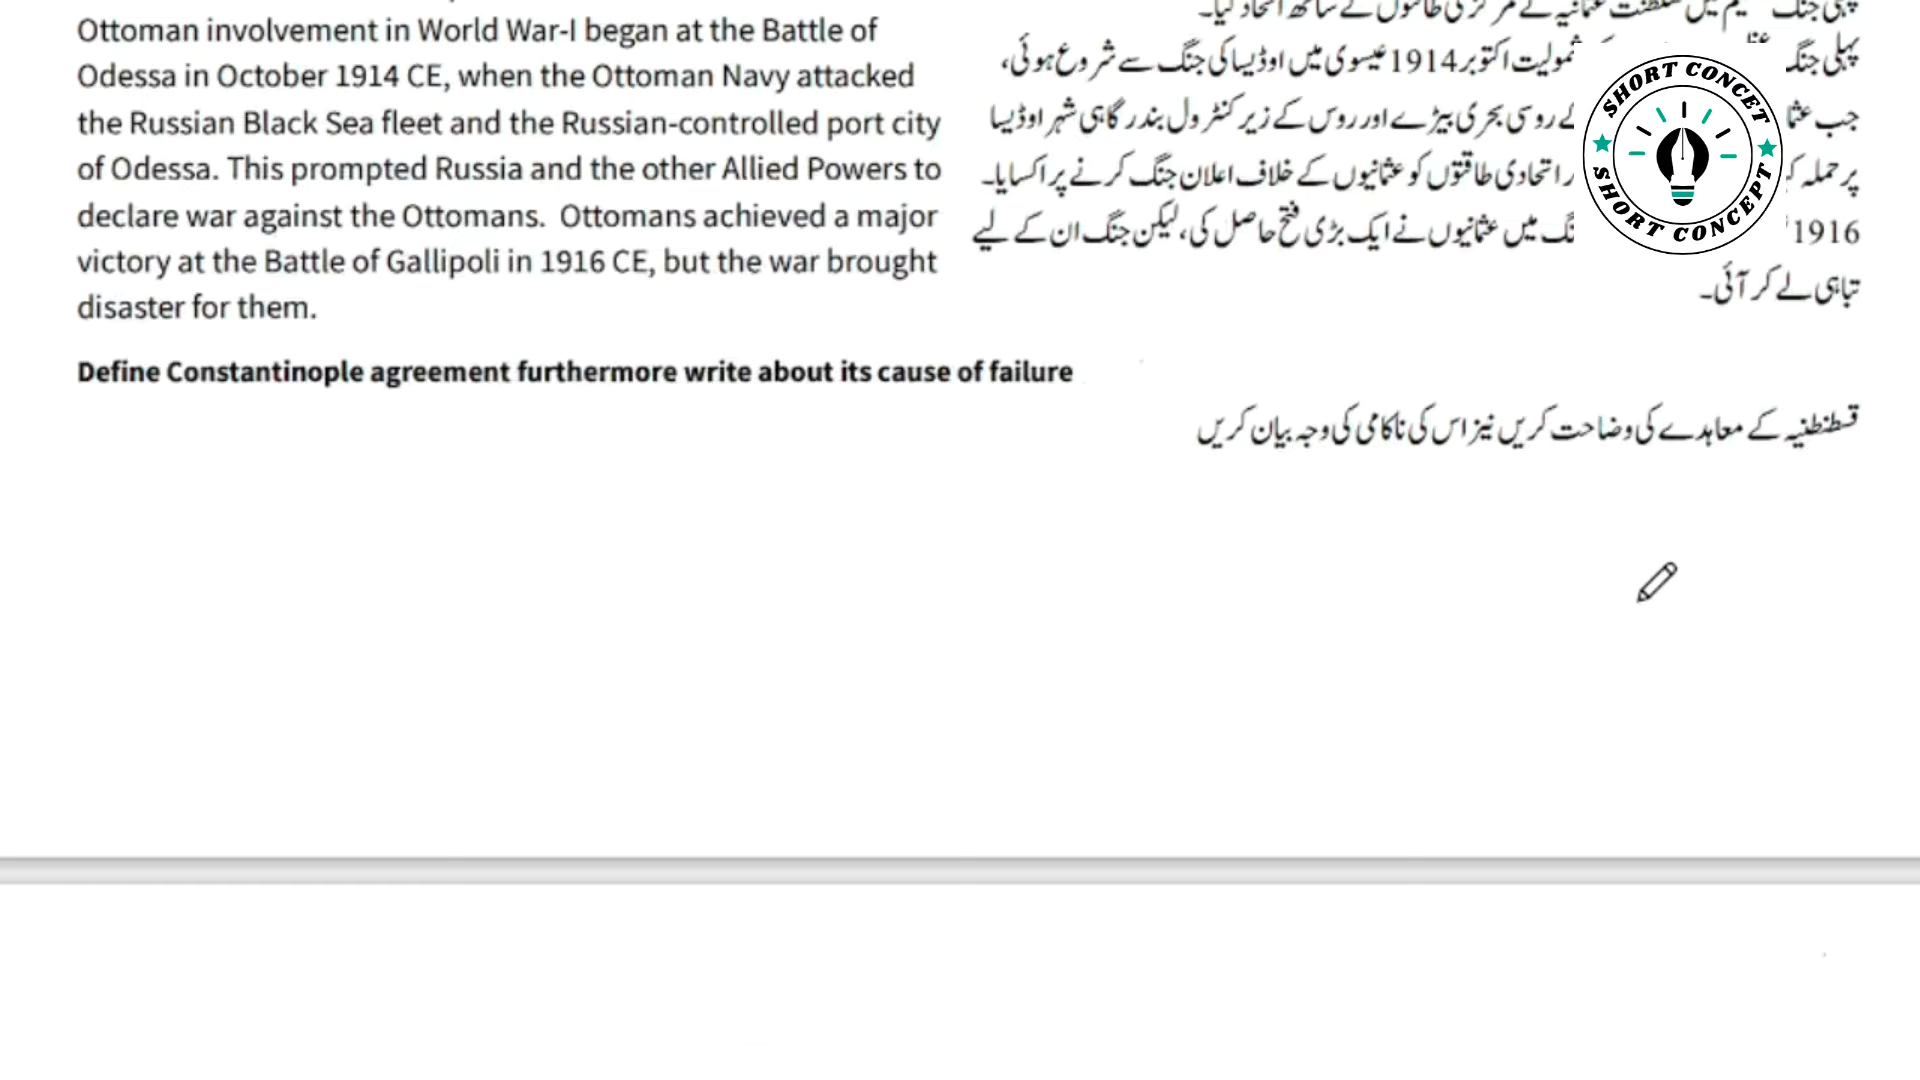 Ottoman involvement in World War-I began at the Battle of
Odessa in October 1914 CE, when the Ottoman Navy attacked
the Russian Black Sea fleet and the Russian-controlled port city
of Odessa. This prompted Russia and the other Allied Powers to
declare war against the Ottomans.  Ottomans achieved a major
victory at the Battle of Gallipoli in 1916 CE, but the war brought
disaster for them.
پہلی جنگ شمولیت اکتوبر 1914 عیسوی میں اوڈیسا کی جنگ سے شروع ہوئی،
جب روسی بحری بیڑے اور روس کے زیر کنٹرول بندر گاہی شہر اوڈیسا
پر حملہ اتحادی طاقتوں کو عثمانیوں کے خلاف اعلان جنگ کرنے پر اکسایا۔
1916 میں عثمانیوں نے ایک بڑی فتح حاصل کی، لیکن جنگ ان کے لیے
تباہی لے کر آئی۔
SHORT CONCET
SHORT CONCEPT
Define Constantinople agreement furthermore write about its cause of failure
قسطنطنیہ کے معاہدے کی وضاحت کریں نیز اس کی ناکامی کی وجہ بیان کریں